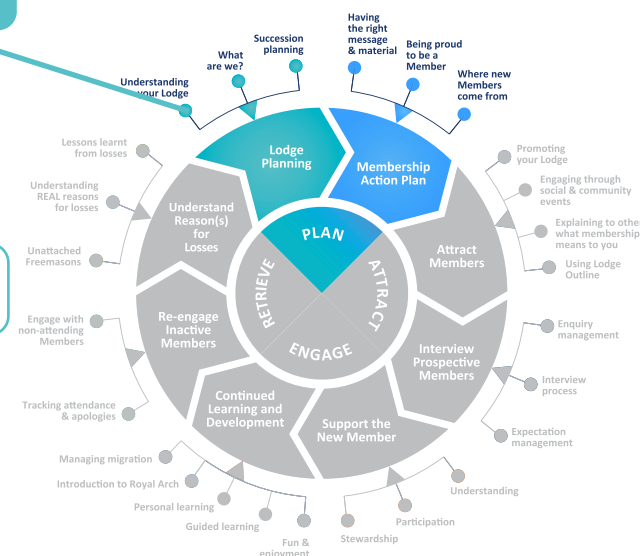 Succession
planning
What
are we?
Understanding
your Lodge
Having
the right
message
& material
Being proud
to be a
Member
Where new
Members
come from
Lodge
Planning
Membership
Action Plan
Lessons learnt
from losses
Understanding
REAL reasons
for losses
Unattached
Freemasons
Understand
Reason(s)
for
Losses
PLAN
ATTRACT
ENGAGE
RETRIEVE
Attract
Members
Promoting
your Lodge
Engaging through
social & community
events
Explaining to othe
what membership
means to you
Using Lodge
Outline
Re-engage
Inactive
Members
Engage with
non-attending
Members
Tracking attendance
& apologies
Interview
Prospective
Members
Enquiry
management
Interview
process
Expectation
management
Continued
Learning and
Development
Support the
New Member
Managing migration
Introduction to Royal Arch
Personal learning
Guided learning
Fun &
enjoyment
Understanding
Participation
Stewardship